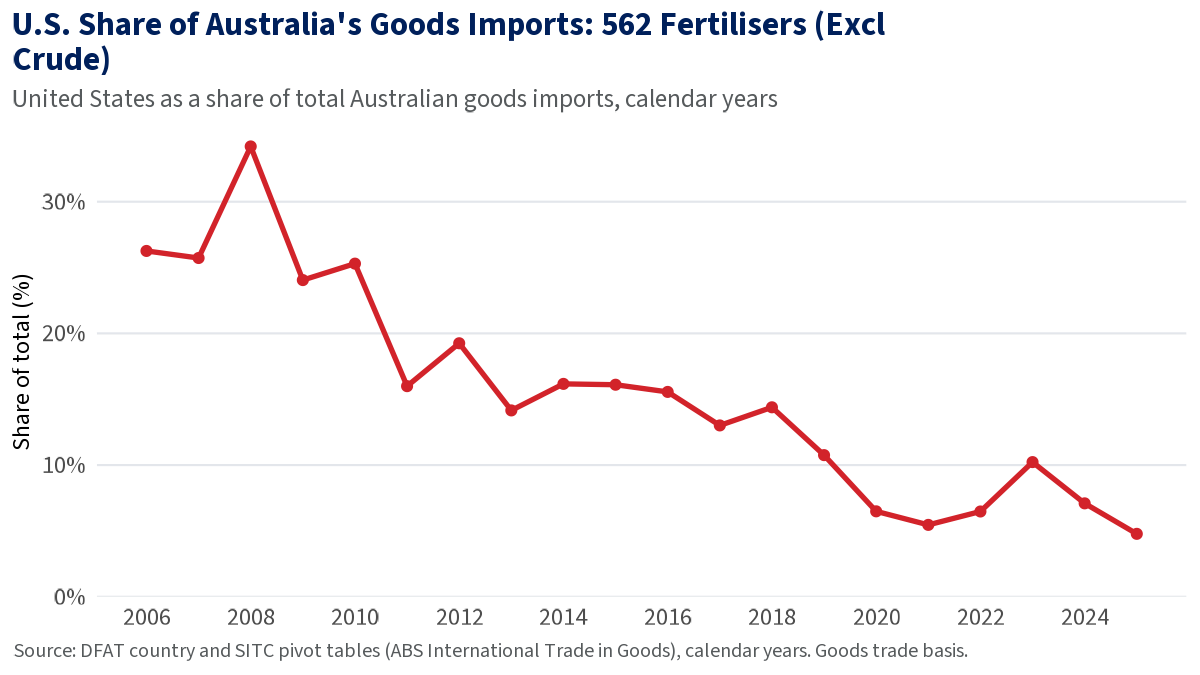 U.S. Share of Australia's Goods Imports: 562 Fertilisers (Excl
Crude)
United States as a share of total Australian goods imports, calendar years
Share of total (%)
30%
20%
10%
0%
2006 2008 2010 2012 2014 2016 2018 2020 2022 2024
Source: DFAT country and SITC pivot tables (ABS International Trade in Goods), calendar years. Goods trade basis.